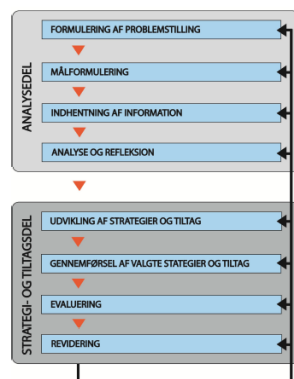 ANALYSEDEL
FORMULERING AF PROBLEMSTILLING
MÅLFORMULERING
INDHENTNING AF INFORMATION
ANALYSE OG REFLEKSION
STRATEGI- OG TILTAGSDEL
UDVIKLING AF STRATEGIER OG TILTAG
GENNEMFØRSEL AF VALGTE STATEGIER OG TILTAG
EVALUERING
REVIDERING